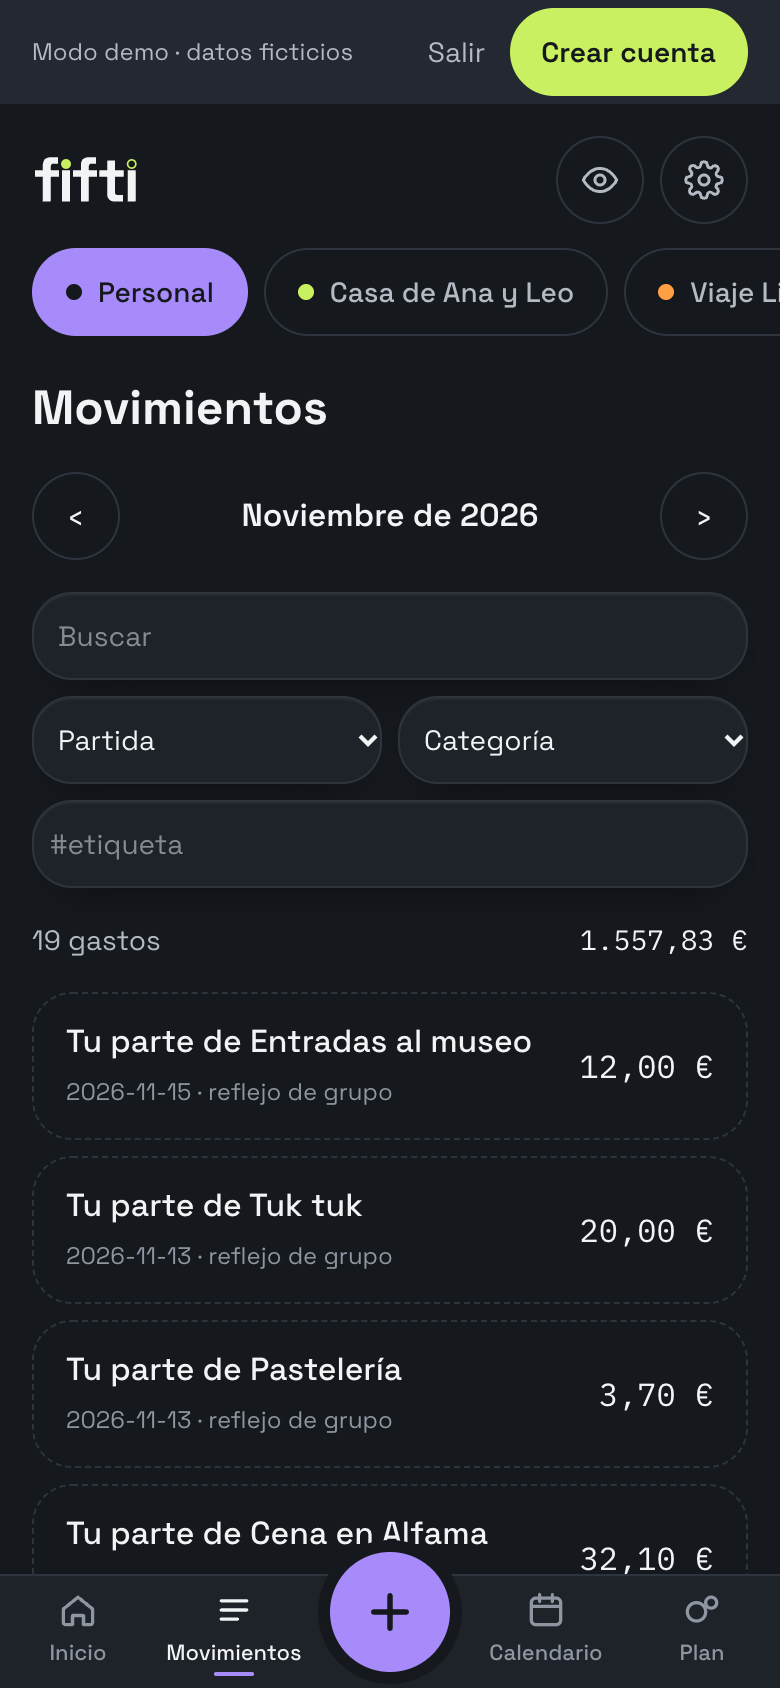 Modo demo · datos ficticios Salir Crear cuenta
fifti
Personal Casa de Ana y Leo Viaje Li
Movimientos
< Noviembre de 2026 >
Buscar
Partida Categoría
#etiqueta
19 gastos 1.557,83 €
Tu parte de Entradas al museo
2026-11-15 · reflejo de grupo
12,00 €
Tu parte de Tuk tuk
2026-11-13 · reflejo de grupo
20,00 €
Tu parte de Pastelería
2026-11-13 · reflejo de grupo
3,70 €
Tu parte de Cena en Alfama
32,10 €
Inicio Movimientos + Calendario Plan